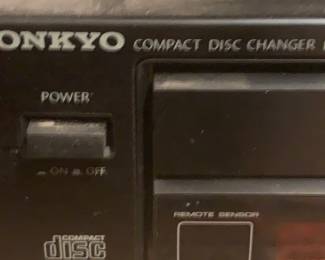 ONKYO COMPACT DISC CHANGER
POWER
ON OFF
REMOTE SENSOR
COMPACT
disc